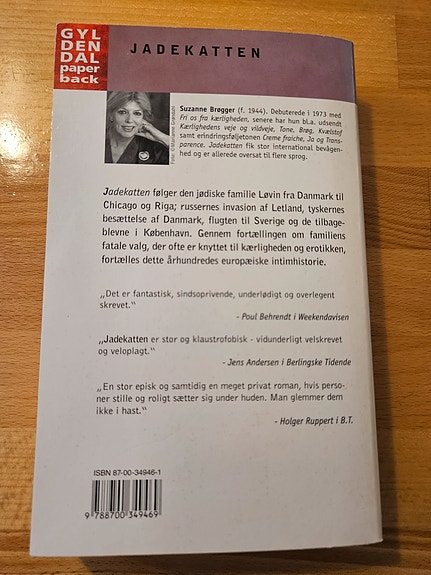 GYL
DEN
DAL
paper
back
JADEKATTEN
Suzanne Brøgger (f. 1944). Debuterede i 1973 med
Fri os fra kærligheden, senere har hun bl.a. udsendt
Kærlighedens veje og vildveje, Tone, Brøg, Kvælstof
samt erindringsføljetonen Creme fraiche, Ja og Trans-
parence. Jadekatten fik stor international bevågen-
hed og er allerede oversat til flere sprog.
Jadekatten følger den jødiske familie Løvin fra Danmark til
Chicago og Riga; russernes invasion af Letland, tyskernes
besættelse af Danmark, flugten til Sverige og de tilbage-
blevne i København. Gennem fortællingen om familiens
fatale valg, der ofte er knyttet til kærlighed og erotikken,
fortælles dette århundredes europæiske intimhistorie.
„Det er fantastisk, sindsoprivende, underlødigt og overlegent
skrevet.“
- Poul Behrendt i Weekendavisen
„Jadekatten er stor og klaustrofobisk - vidunderligt velskrevet
og veloplagt.“
- Jens Andersen i Berlingske Tidende
„En stor episk og samtidig en meget privat roman, hvis perso-
ner stille og roligt sætter sig under huden. Man glemmer dem
ikke i hast.“
- Holger Ruppert i B.T.
ISBN 87-00-34946-1
9 788700 349469